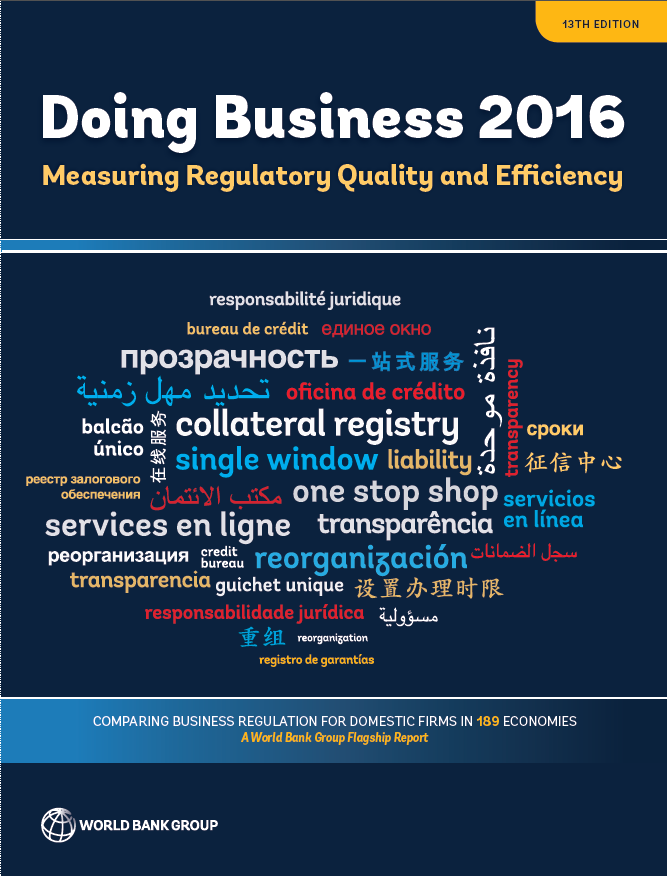 13TH EDITION
Doing Business 2016
Measuring Regulatory Quality and Efficiency
responsabilité juridique
bureau de crédit
единое окно
прозрачность
一站式服务
نافذة موحدة
تحديد مهل زمنية
oficina de crédito
transparency
balcão
único
在线服务
collateral registry
сроки
single window
liability
征信中心
реестр залогового
обеспечения
مكتب الائتمان
one stop shop
servicios
en línea
services en ligne
transparência
реорганизация
credit
bureau
reorganización
سجل الضمانات
transparencia
guichet unique
设置办理时限
responsabilidade jurídica
مسؤولية
重组
reorganization
registro de garantías
COMPARING BUSINESS REGULATION FOR DOMESTIC FIRMS IN 189 ECONOMIES
A World Bank Group Flagship Report
WORLD BANK GROUP